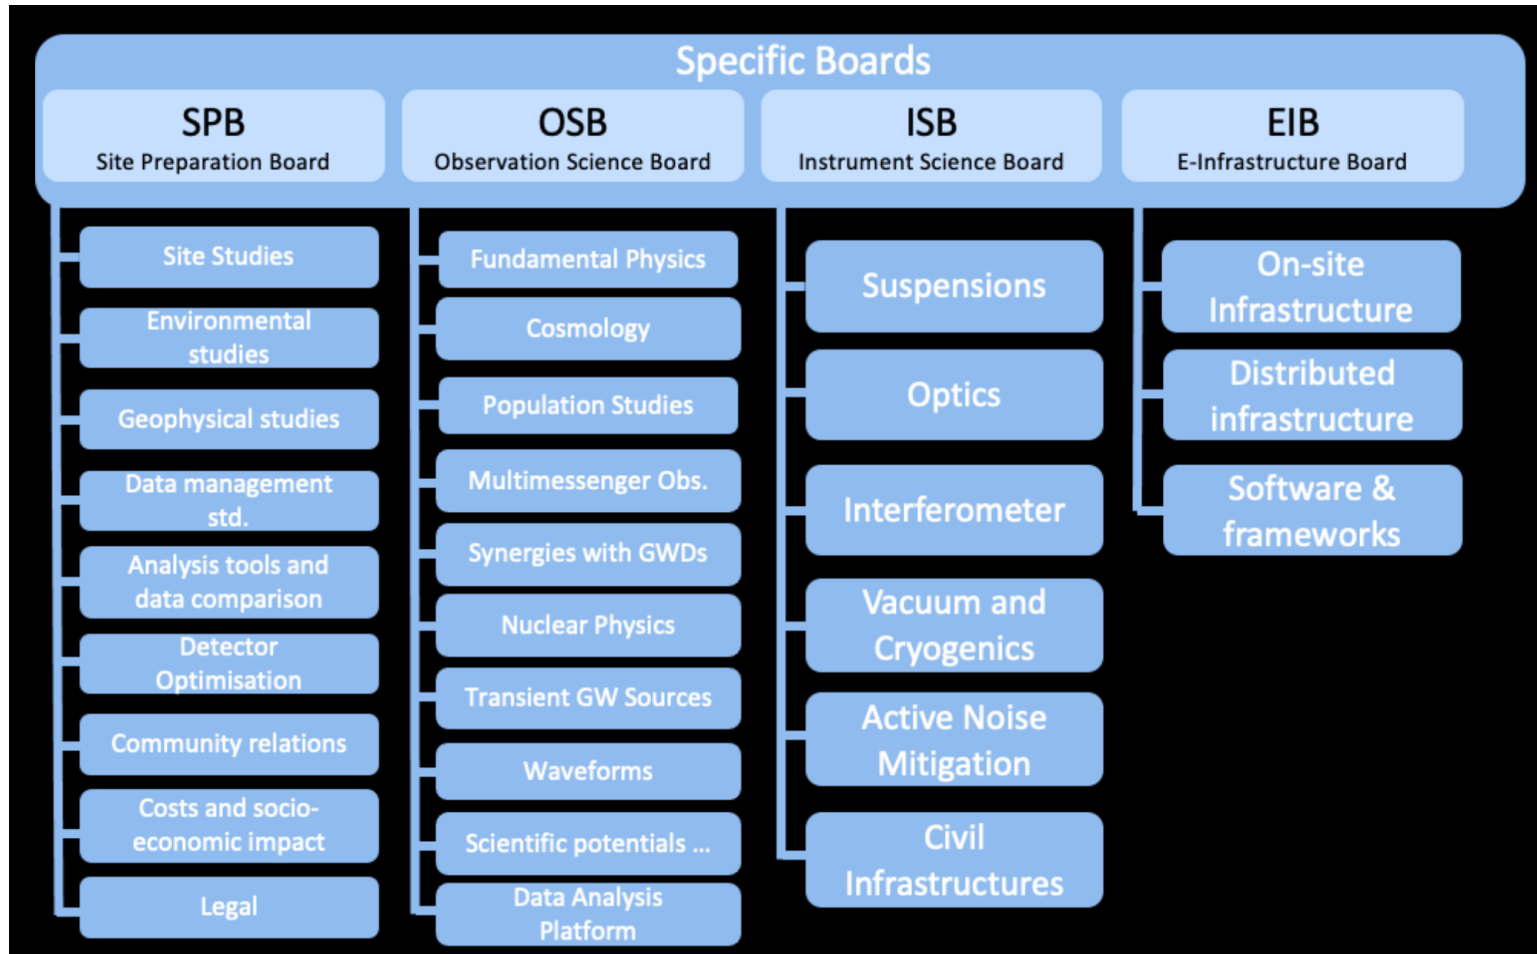 Specific Boards
SPB
Site Preparation Board
OSB
Observation Science Board
ISB
Instrument Science Board
EIB
E-Infrastructure Board
Site Studies
Environmental
studies
Geophysical studies
Data management
std.
Analysis tools and
data comparison
Detector
Optimisation
Community relations
Costs and socio-
economic impact
Legal
Fundamental Physics
Cosmology
Population Studies
Multimessenger Obs.
Synergies with GWDs
Nuclear Physics
Transient GW Sources
Waveforms
Scientific potentials ...
Data Analysis
Platform
Suspensions
Optics
Interferometer
Vacuum and
Cryogenics
Active Noise
Mitigation
Civil
Infrastructures
On-site
Infrastructure
Distributed
infrastructure
Software &
frameworks